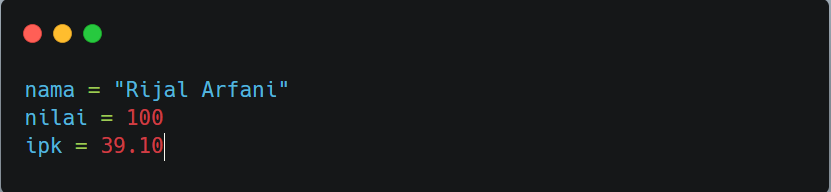 nama = "Rijal Arfani"
nilai = 100
ipk = 39.10